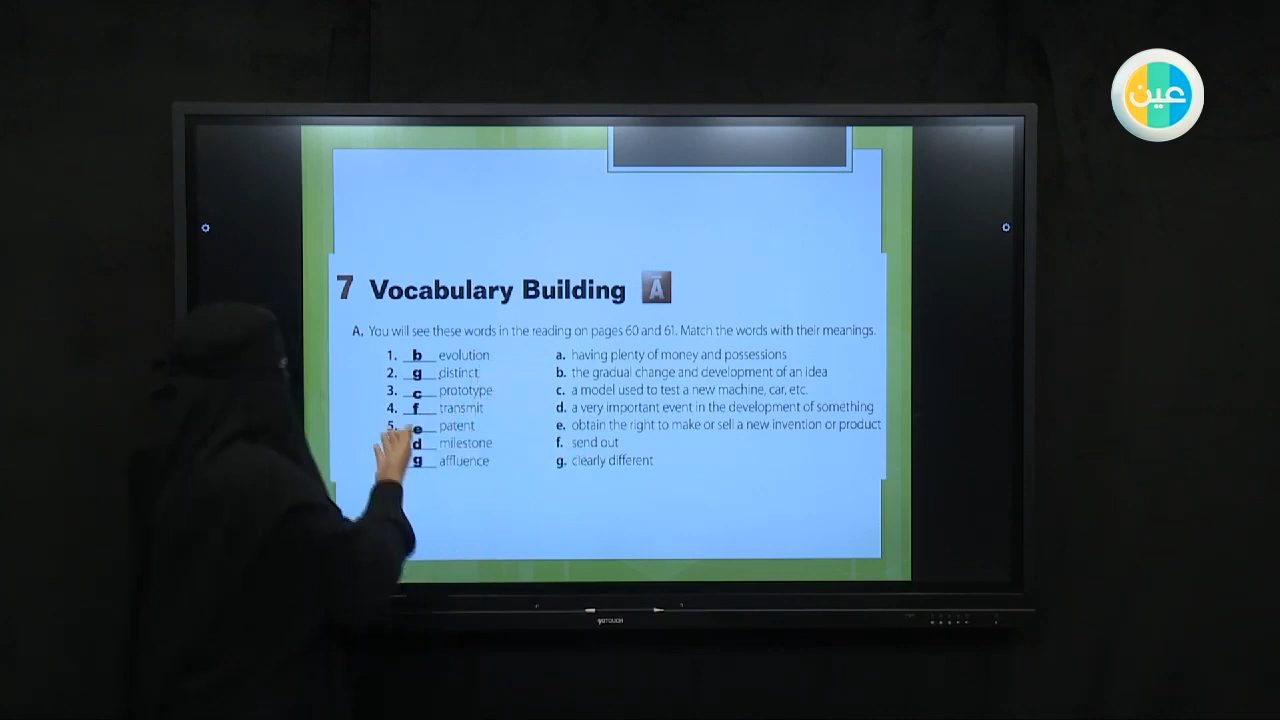 عين
7 Vocabulary Building A
A. You will see these words in the reading on pages 60 and 61. Match the words with their meanings.
1. b evolution a. having plenty of money and possessions
2. g distinct b. the gradual change and development of an idea
3. c prototype c. a model used to test a new machine, car, etc.
4. f transmit d. a very important event in the development of something
5. e patent e. obtain the right to make or sell a new invention or product
d milestone f. send out
g affluence g. clearly different